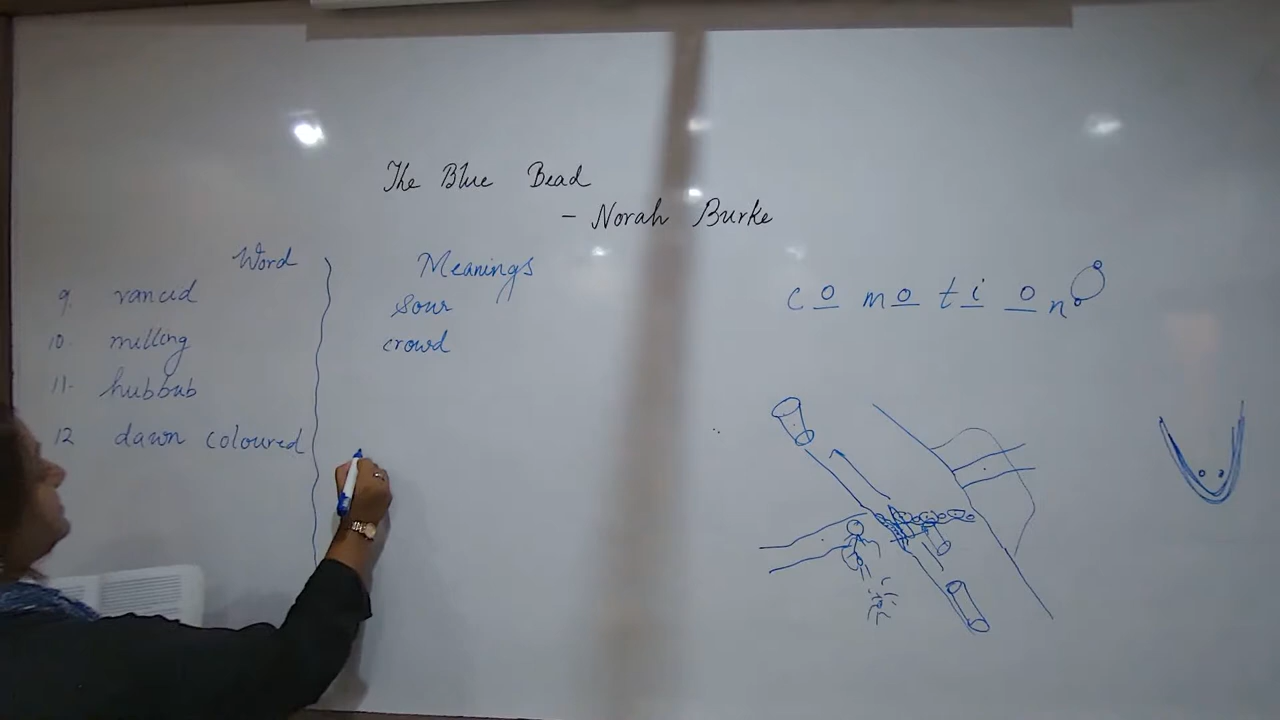 The Blue Bead
- Norah Burke
Word Meanings
9. rancid sour
10. milling crowd
11. hubbub
12 dawn coloured
c o m o t i o n